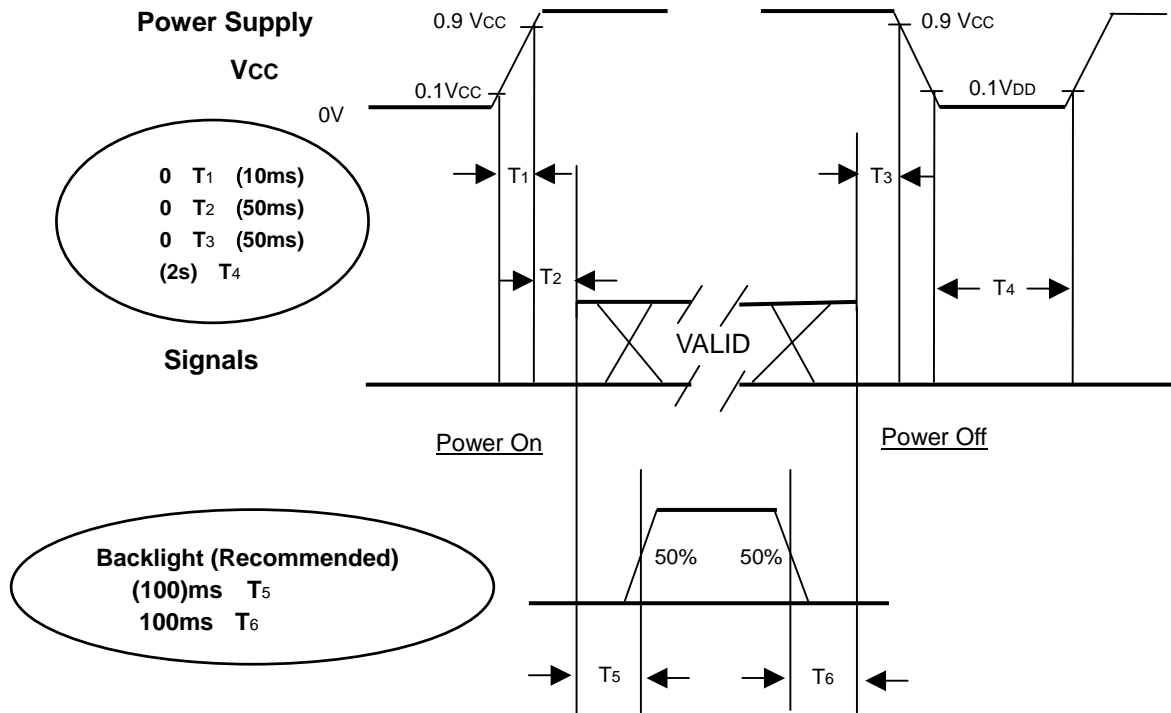 Power Supply
VCC
0.9 VCC
0.9 VCC
0.1VCC
0.1VDD
0V
0 T1 (10ms)
0 T2 (50ms)
0 T3 (50ms)
(2s) T4
T1
T3
T2
T4
VALID
Signals
Power On
Power Off
Backlight (Recommended)
(100)ms T5
100ms T6
50%
50%
T5
T6